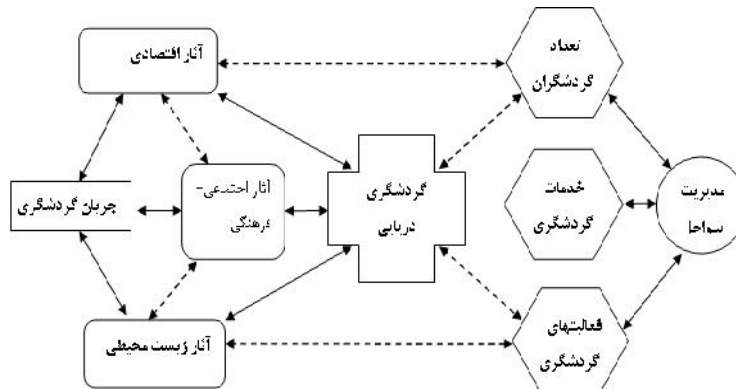 آثار اقتصادی
تعداد
گردشگران
جریان گردشگری
آثار اجتماعی-
فرهنگی
گردشگری
دریایی
خدمات
گردشگری
مدیریت
سواحل
آثار زیست محیطی
فعالیتهای
گردشگری